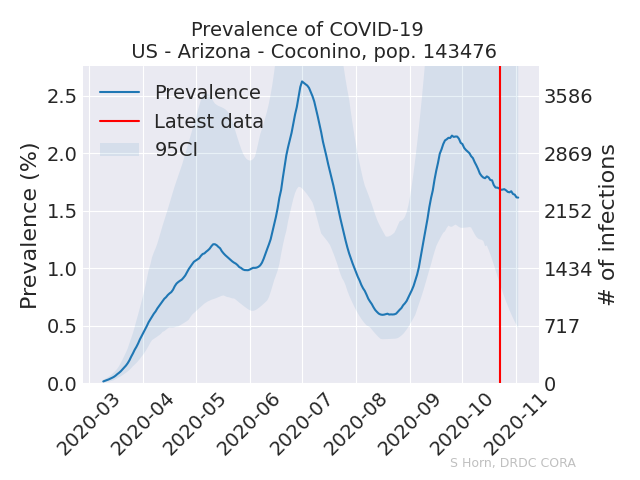 Prevalence of COVID-19
US - Arizona - Coconino, pop. 143476
Prevalence
Latest data
95CI
Prevalence (%)
2.5
2.0
1.5
1.0
0.5
0.0
3586
2869
2152
1434
717
0
# of infections
2020-03
2020-04
2020-05
2020-06
2020-07
2020-08
2020-09
2020-10
2020-11
S Horn, DRDC CORA